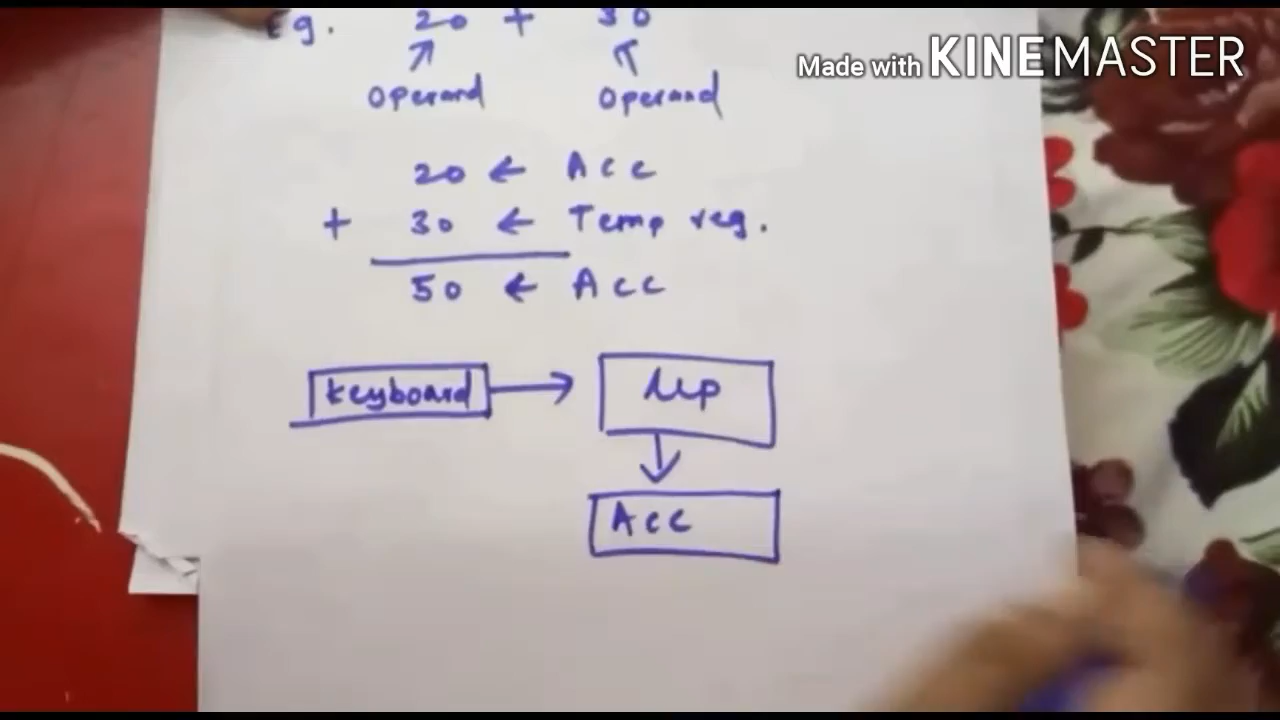 Eg. 20 + 30
Made with KINEMASTER
Operand Operand
20 ← Acc
+ 30 ← Temp reg.
50 ← Acc
keyboard → μp
Acc